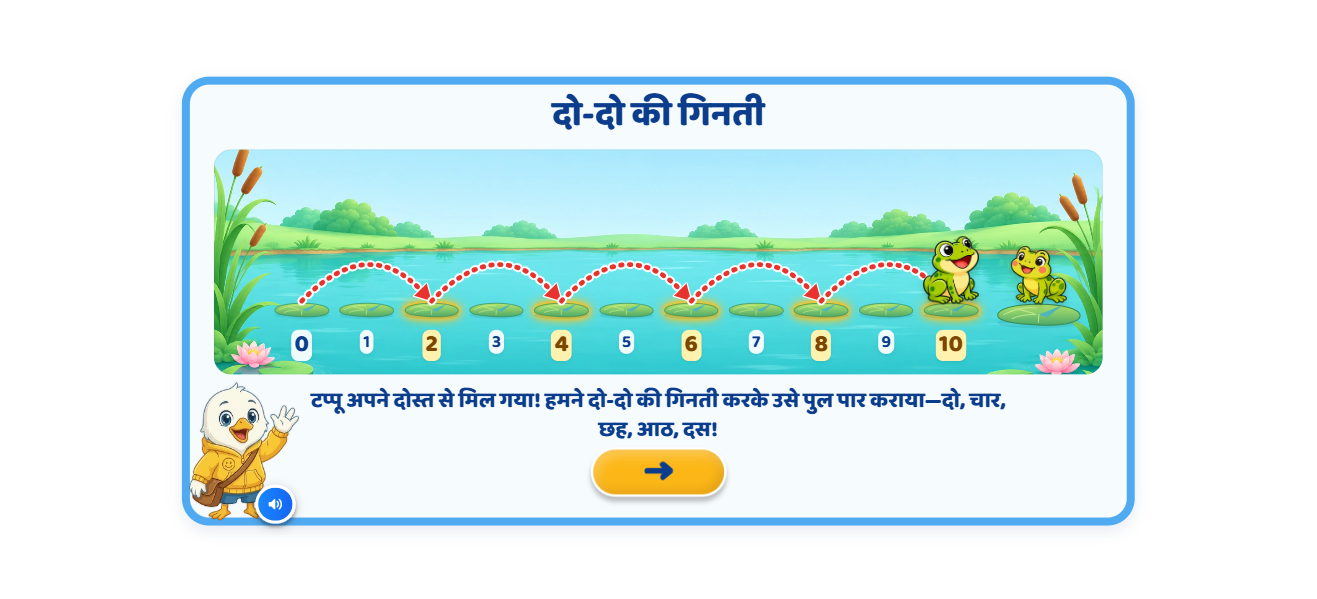 दो-दो की गिनती
0 1 2 3 4 5 6 7 8 9 10
टप्पू अपने दोस्त से मिल गया! हमने दो-दो की गिनती करके उसे पुल पार कराया—दो, चार,
छह, आठ, दस!